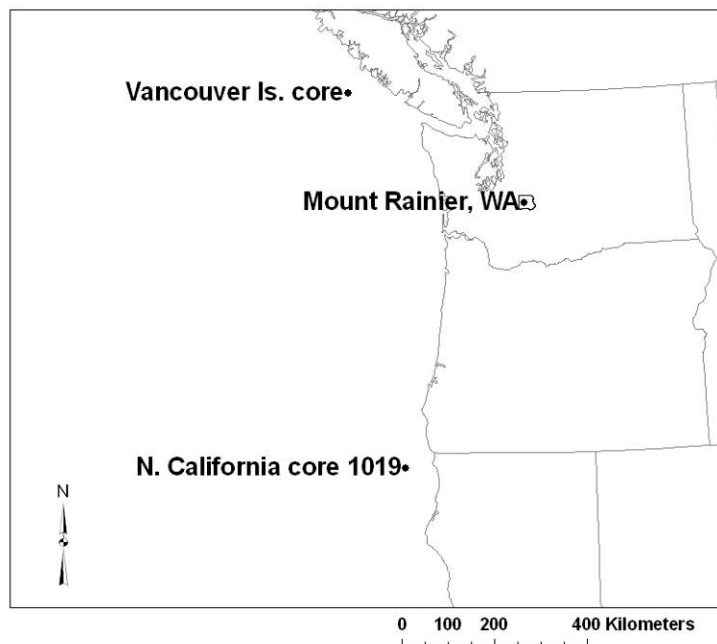 Vancouver Is. core
Mount Rainier, WA
N. California core 1019
N
0 100 200 400 Kilometers